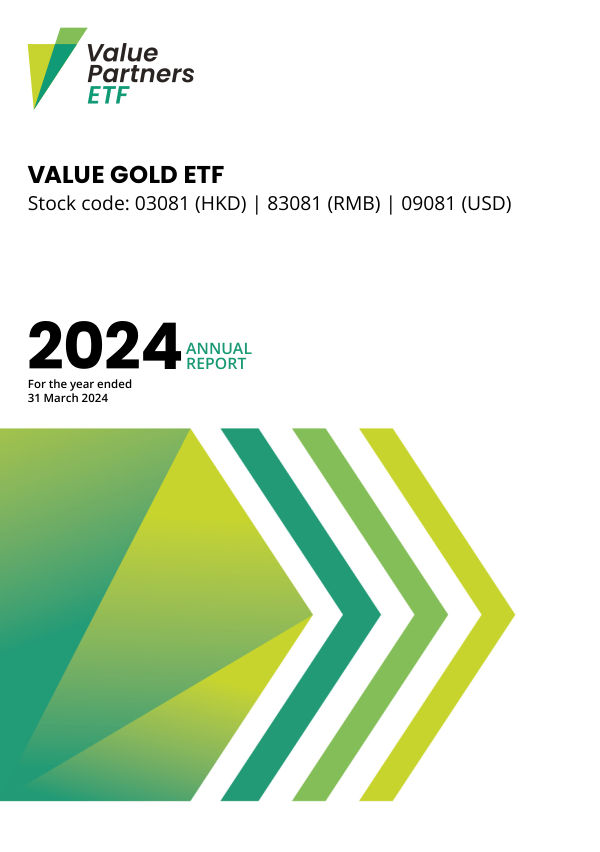 Value
Partners
ETF
VALUE GOLD ETF
Stock code: 03081 (HKD) | 83081 (RMB) | 09081 (USD)
2024 ANNUAL
REPORT
For the year ended
31 March 2024